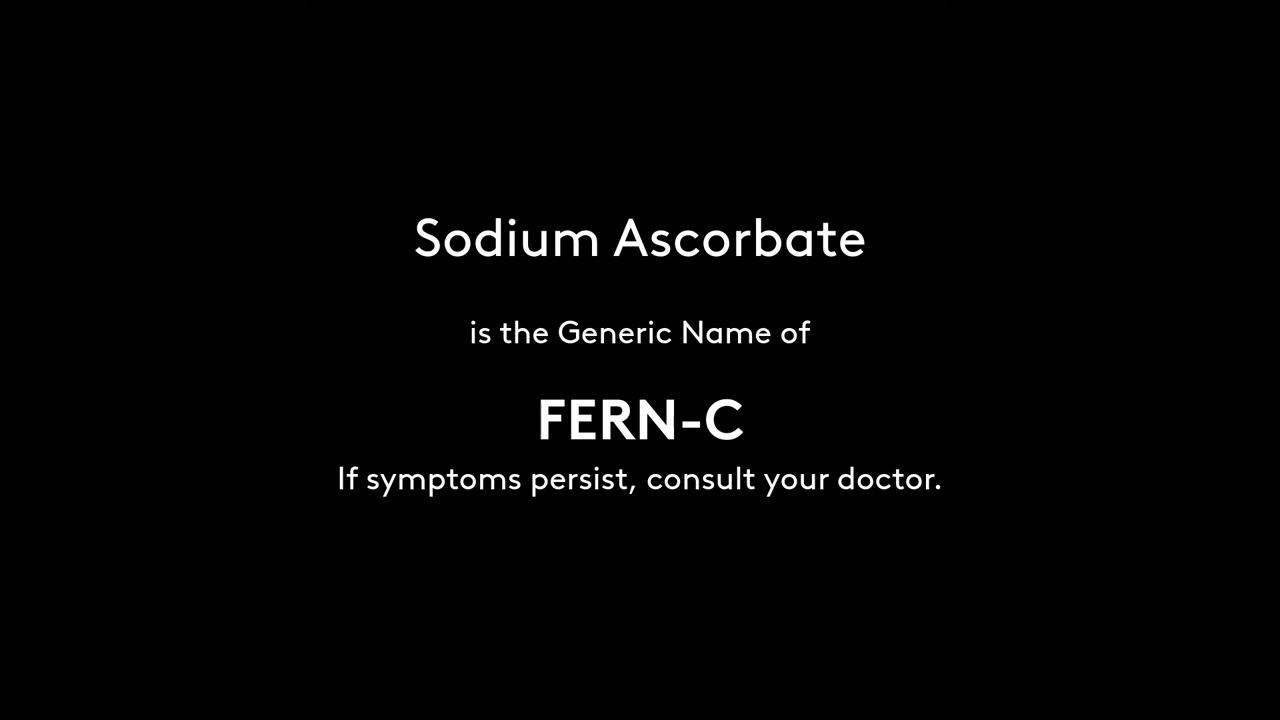 Sodium Ascorbate
is the Generic Name of
FERN-C
If symptoms persist, consult your doctor.